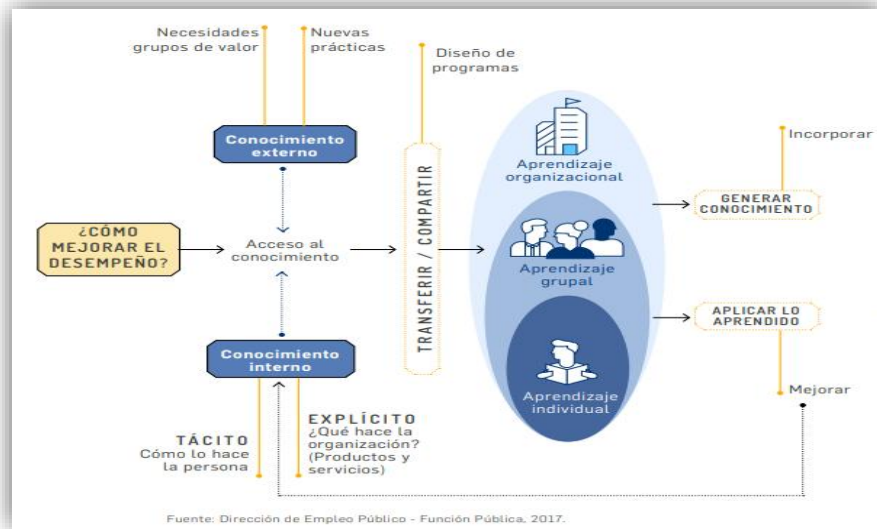 Necesidades
grupos de valor
Nuevas
prácticas
Diseño de
programas
Conocimiento
externo
¿CÓMO
MEJORAR EL
DESEMPEÑO?
Acceso al
conocimiento
Conocimiento
interno
TÁCITO
Cómo lo hace
la persona
EXPLÍCITO
¿Qué hace la
organización?
(Productos y
servicios)
TRANSFERIR / COMPARTIR
Aprendizaje
organizacional
Aprendizaje
grupal
Aprendizaje
individual
Incorporar
GENERAR
CONOCIMIENTO
APLICAR LO
APRENDIDO
Mejorar
Fuente: Dirección de Empleo Público - Función Pública, 2017.